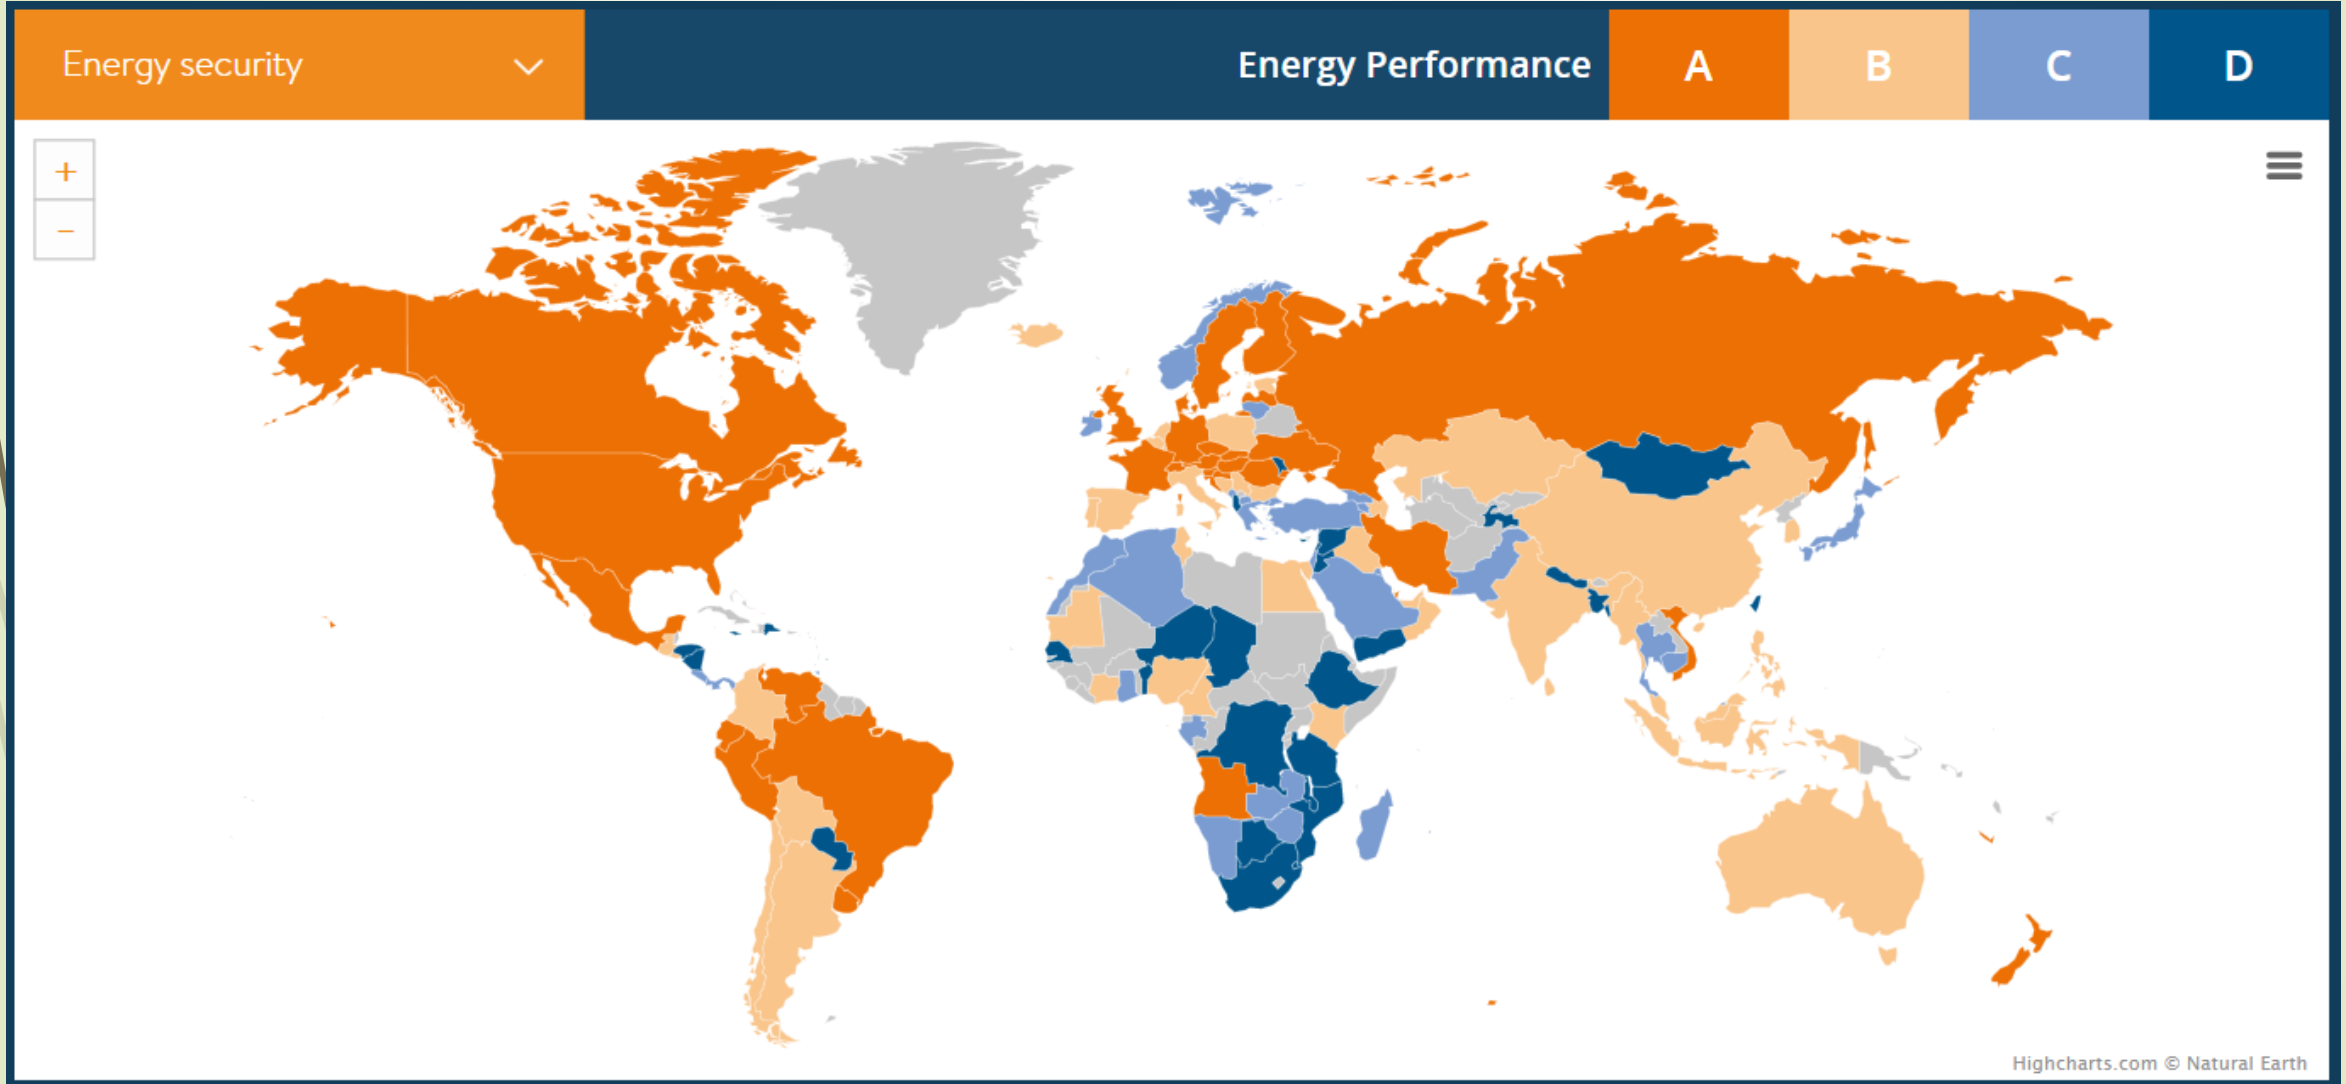 Energy security
Energy Performance A B C D
+
−
Highcharts.com © Natural Earth